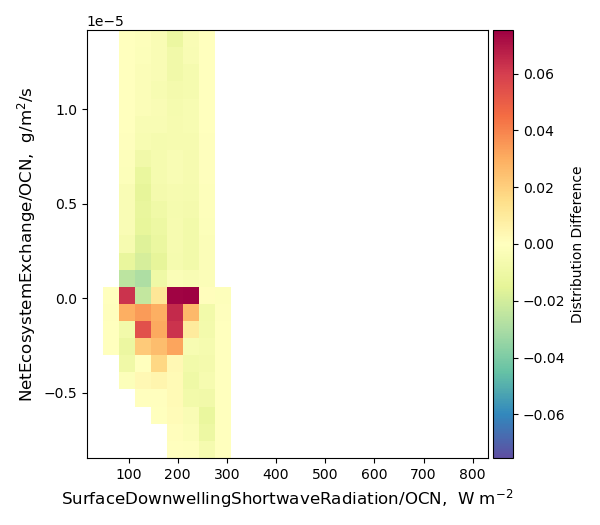 1e−5
1.0
0.5
0.0
−0.5
NetEcosystemExchange/OCN,  g/m²/s
100 200 300 400 500 600 700 800
SurfaceDownwellingShortwaveRadiation/OCN,  W m⁻²
0.06
0.04
0.02
0.00
−0.02
−0.04
−0.06
Distribution Difference